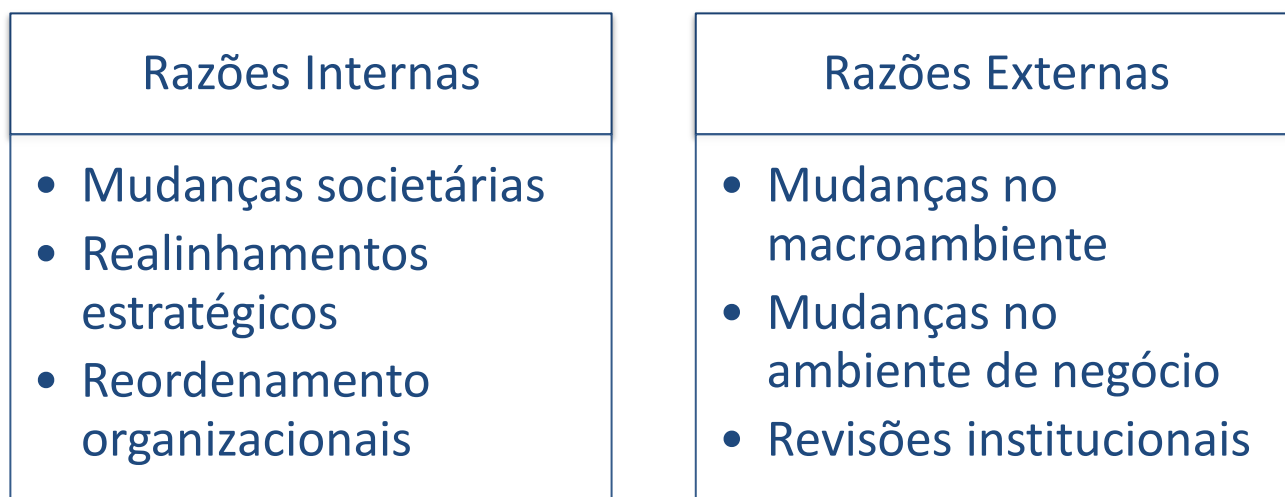 Razões Internas
• Mudanças societárias
• Realinhamentos
estratégicos
• Reordenamento
organizacionais
Razões Externas
• Mudanças no
macroambiente
• Mudanças no
ambiente de negócio
• Revisões institucionais